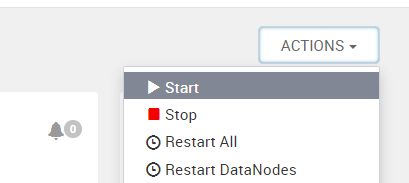 ACTIONS
Start
0
Stop
Restart All
Restart DataNodes